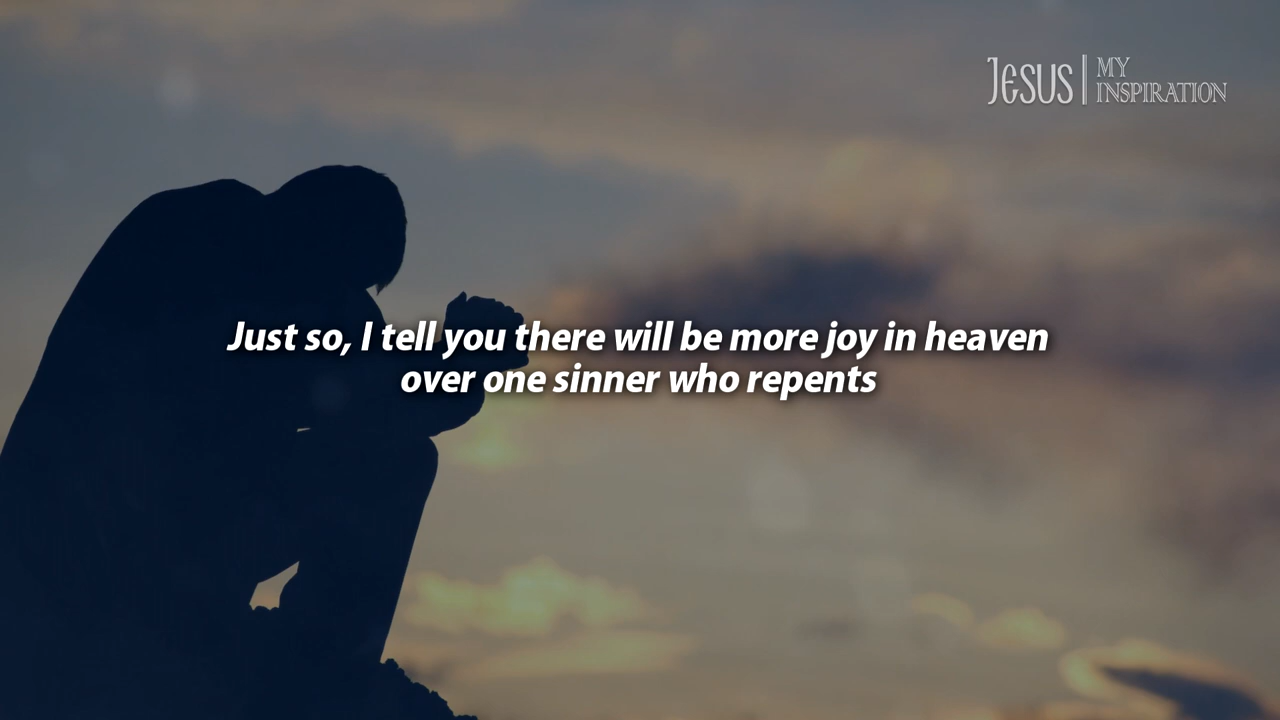 JESUS | MY
INSPIRATION
Just so, I tell you there will be more joy in heaven
over one sinner who repents